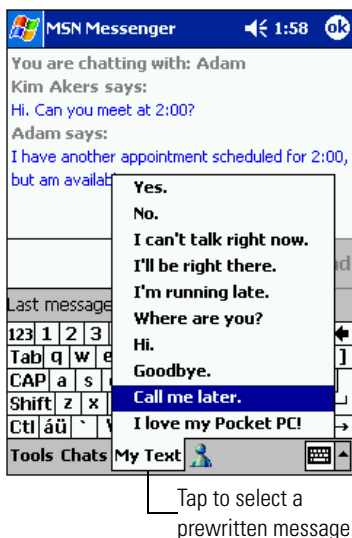 MSN Messenger 1:58 ok
You are chatting with: Adam
Kim Akers says:
Hi. Can you meet at 2:00?
Adam says:
I have another appointment scheduled for 2:00,
but am availab
Yes.
No.
I can't talk right now.
I'll be right there.
I'm running late.
Where are you?
Hi.
Goodbye.
Call me later.
I love my Pocket PC!
nd
Last message
123 1 2 3
Tab q w e ]
CAP a s
Shift z x
Ctl áü `
Tools Chats My Text
Tap to select a
prewritten message